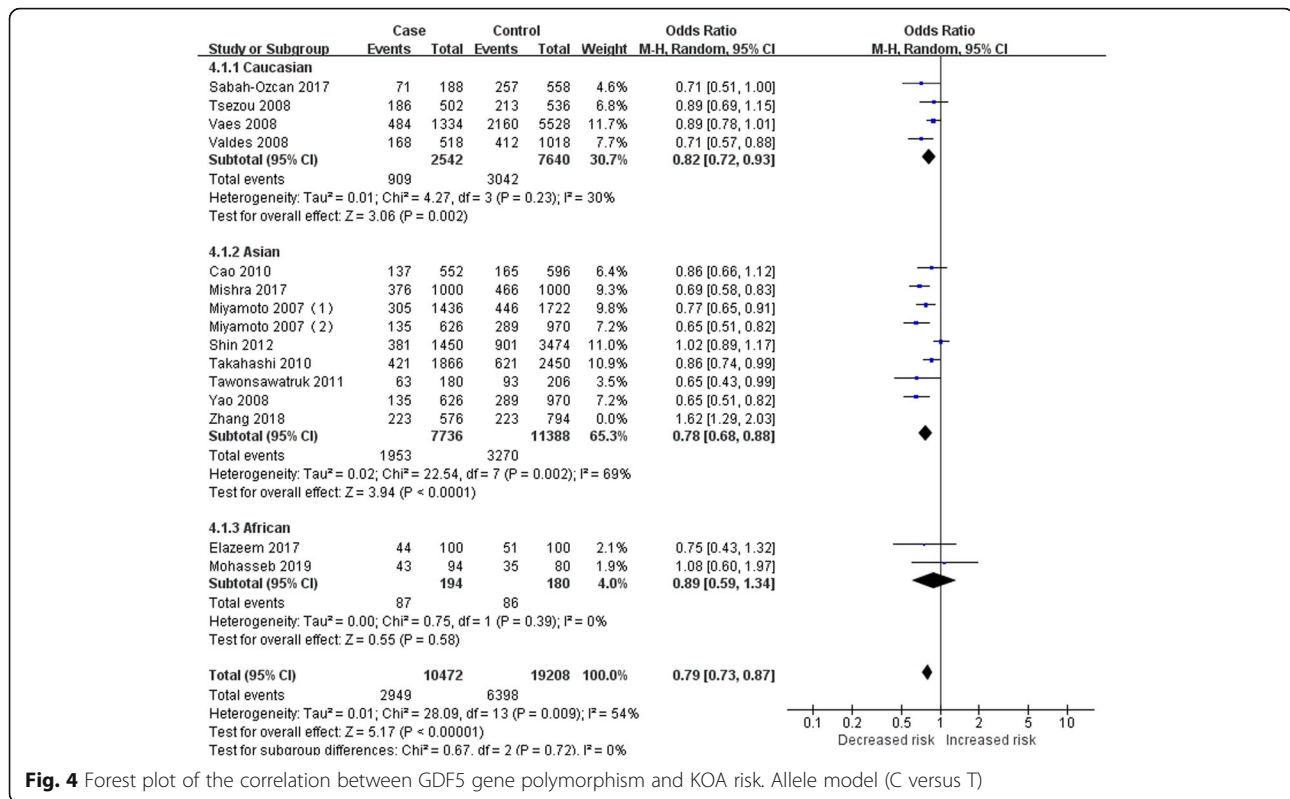 Case Control Odds Ratio Odds Ratio
Study or Subgroup Events Total Events Total Weight M-H, Random, 95% CI M-H, Random, 95% CI
4.1.1 Caucasian
Sabah-Ozcan 2017 71 188 257 558 4.6% 0.71 [0.51, 1.00]
Tsezou 2008 186 502 213 536 6.8% 0.89 [0.69, 1.15]
Vaes 2008 484 1334 2160 5528 11.7% 0.89 [0.78, 1.01]
Valdes 2008 168 518 412 1018 7.7% 0.71 [0.57, 0.88]
Subtotal (95% CI) 2542 7640 30.7% 0.82 [0.72, 0.93]
Total events 909 3042
Heterogeneity: Tau² = 0.01; Chi² = 4.27, df = 3 (P = 0.23); I² = 30%
Test for overall effect: Z = 3.06 (P = 0.002)
4.1.2 Asian
Cao 2010 137 552 165 596 6.4% 0.86 [0.66, 1.12]
Mishra 2017 376 1000 466 1000 9.3% 0.69 [0.58, 0.83]
Miyamoto 2007 (1) 305 1436 446 1722 9.8% 0.77 [0.65, 0.91]
Miyamoto 2007 (2) 135 626 289 970 7.2% 0.65 [0.51, 0.82]
Shin 2012 381 1450 901 3474 11.0% 1.02 [0.89, 1.17]
Takahashi 2010 421 1866 621 2450 10.9% 0.86 [0.74, 0.99]
Tawonsawatruk 2011 63 180 93 206 3.5% 0.65 [0.43, 0.99]
Yao 2008 135 626 289 970 7.2% 0.65 [0.51, 0.82]
Zhang 2018 223 576 223 794 0.0% 1.62 [1.29, 2.03]
Subtotal (95% CI) 7736 11388 65.3% 0.78 [0.68, 0.88]
Total events 1953 3270
Heterogeneity: Tau² = 0.02; Chi² = 22.54, df = 7 (P = 0.002); I² = 69%
Test for overall effect: Z = 3.94 (P < 0.0001)
4.1.3 African
Elazeem 2017 44 100 51 100 2.1% 0.75 [0.43, 1.32]
Mohasseb 2019 43 94 35 80 1.9% 1.08 [0.60, 1.97]
Subtotal (95% CI) 194 180 4.0% 0.89 [0.59, 1.34]
Total events 87 86
Heterogeneity: Tau² = 0.00; Chi² = 0.75, df = 1 (P = 0.39); I² = 0%
Test for overall effect: Z = 0.55 (P = 0.58)
Total (95% CI) 10472 19208 100.0% 0.79 [0.73, 0.87]
Total events 2949 6398
Heterogeneity: Tau² = 0.01; Chi² = 28.09, df = 13 (P = 0.009); I² = 54%
Test for overall effect: Z = 5.17 (P < 0.00001)
Test for subgroup differences: Chi² = 0.67, df = 2 (P = 0.72), I² = 0%
0.1 0.2 0.5 1 2 5 10
Decreased risk Increased risk
Fig. 4 Forest plot of the correlation between GDF5 gene polymorphism and KOA risk. Allele model (C versus T)